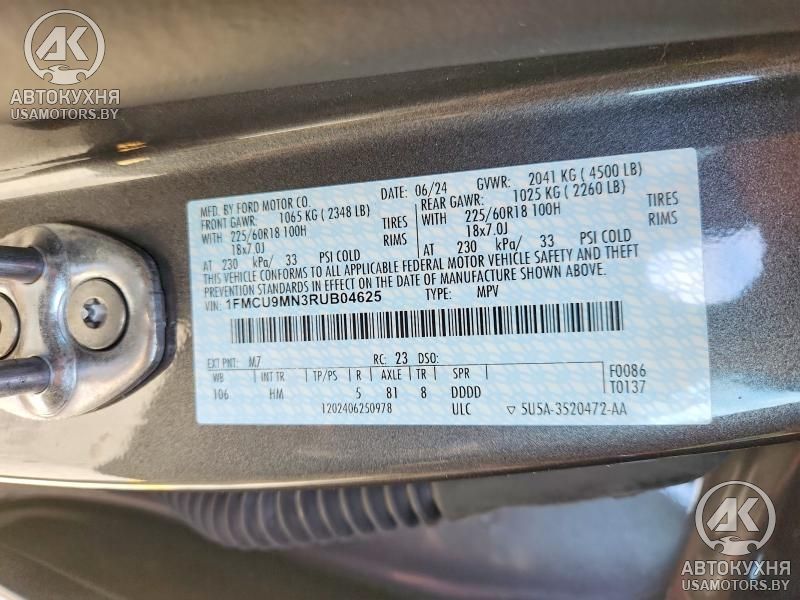 AK
АВТОКУХНЯ
USAMOTORS.BY
MFD. BY FORD MOTOR CO. DATE: 06/24 GVWR: 2041 KG ( 4500 LB)
FRONT GAWR: 1065 KG ( 2348 LB) REAR GAWR: 1025 KG ( 2260 LB)
WITH 225/60R18 100H TIRES WITH 225/60R18 100H TIRES
18x7.0J RIMS 18x7.0J RIMS
AT 230 kPa/ 33 PSI COLD AT 230 kPa/ 33 PSI COLD
THIS VEHICLE CONFORMS TO ALL APPLICABLE FEDERAL MOTOR VEHICLE SAFETY AND THEFT
PREVENTION STANDARDS IN EFFECT ON THE DATE OF MANUFACTURE SHOWN ABOVE.
VIN: 1FMCU9MN3RUB04625 TYPE: MPV
EXT PNT: M7 RC: 23 DSO:
WB INT TR TP/PS R AXLE TR SPR
106 HM 5 81 8 DDDD
F0086
T0137
1202406250978 ULC ▽ 5U5A-3520472-AA
AK
АВТОКУХНЯ
USAMOTORS.BY